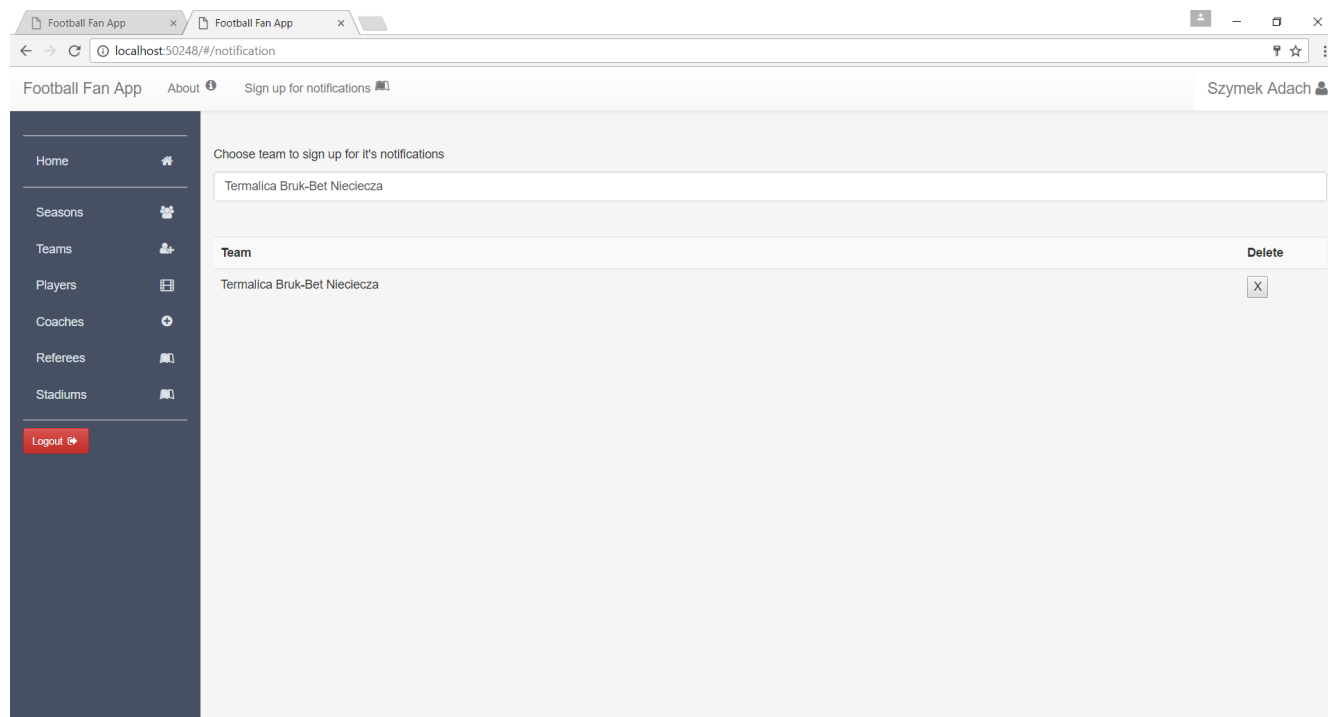 Football Fan App × Football Fan App ×
localhost:50248/#/notification
Football Fan App About Sign up for notifications Szymek Adach
Home
Choose team to sign up for it's notifications
Termalica Bruk-Bet Nieciecza
Seasons
Teams
Team Delete
Players
Termalica Bruk-Bet Nieciecza X
Coaches
Referees
Stadiums
Logout